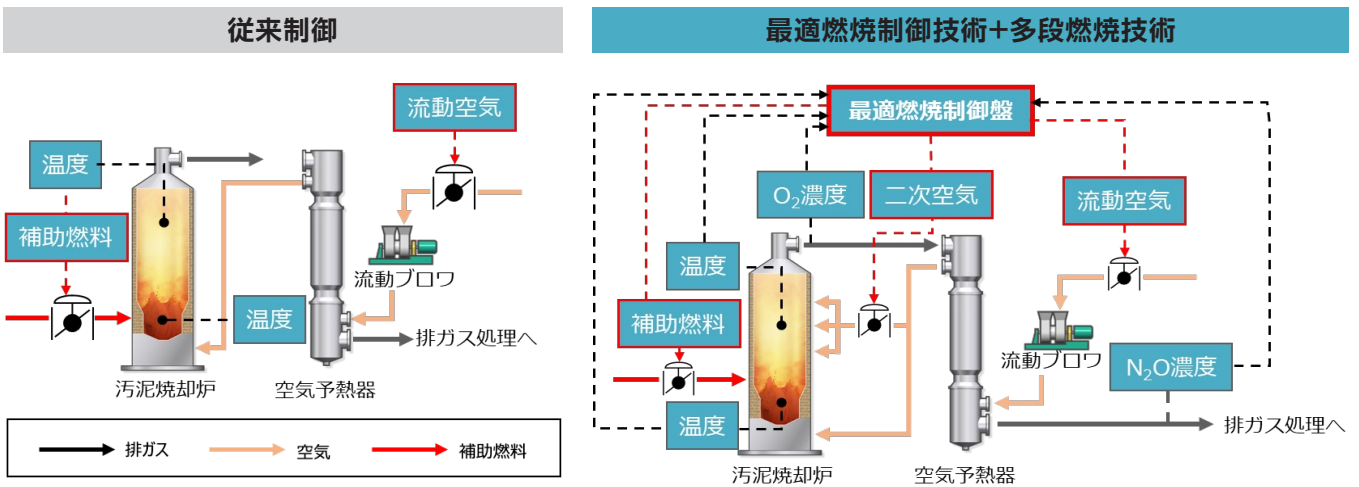 従来制御
流動空気
温度
補助燃料
流動ブロワ
温度
排ガス処理へ
汚泥焼却炉
空気予熱器
排ガス
空気
補助燃料
最適燃焼制御技術+多段燃焼技術
最適燃焼制御盤
O₂濃度
二次空気
流動空気
温度
補助燃料
流動ブロワ
N₂O濃度
温度
排ガス処理へ
汚泥焼却炉
空気予熱器